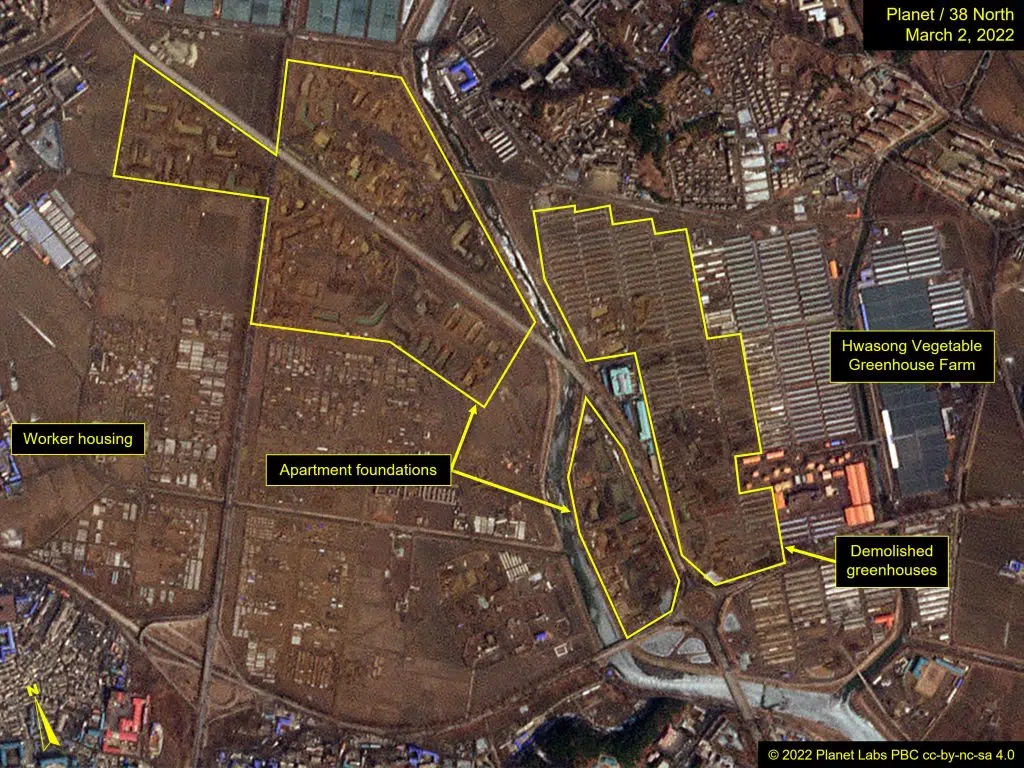 Planet / 38 North
March 2, 2022
Hwasong Vegetable
Greenhouse Farm
Worker housing
Apartment foundations
Demolished
greenhouses
N
© 2022 Planet Labs PBC cc-by-nc-sa 4.0